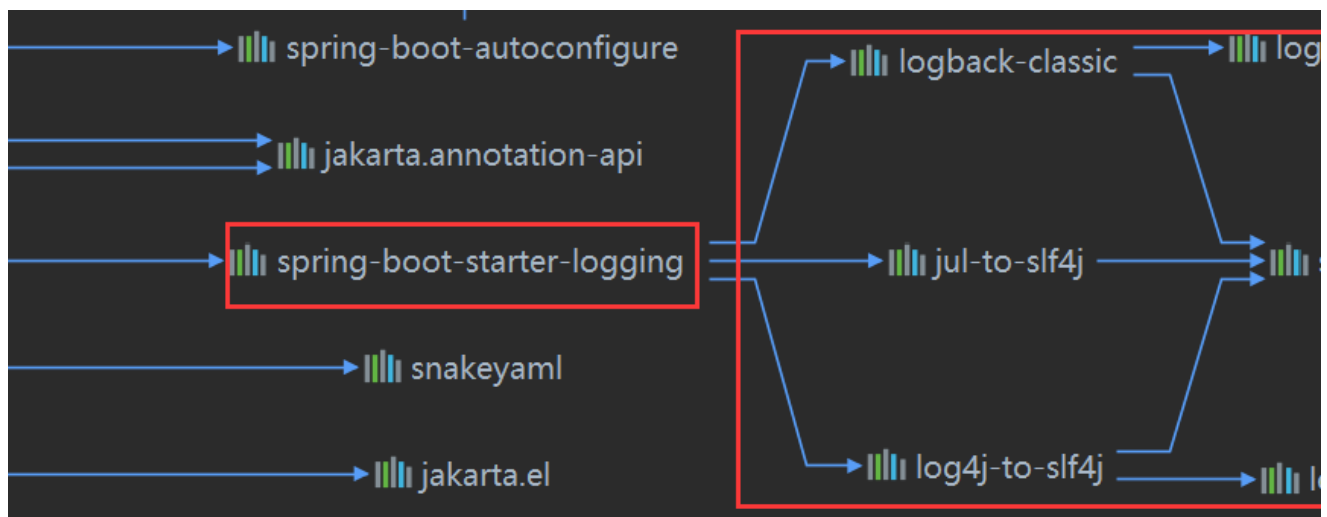 spring-boot-autoconfigure
logback-classic
jakarta.annotation-api
spring-boot-starter-logging
jul-to-slf4j
snakeyaml
jakarta.el
log4j-to-slf4j